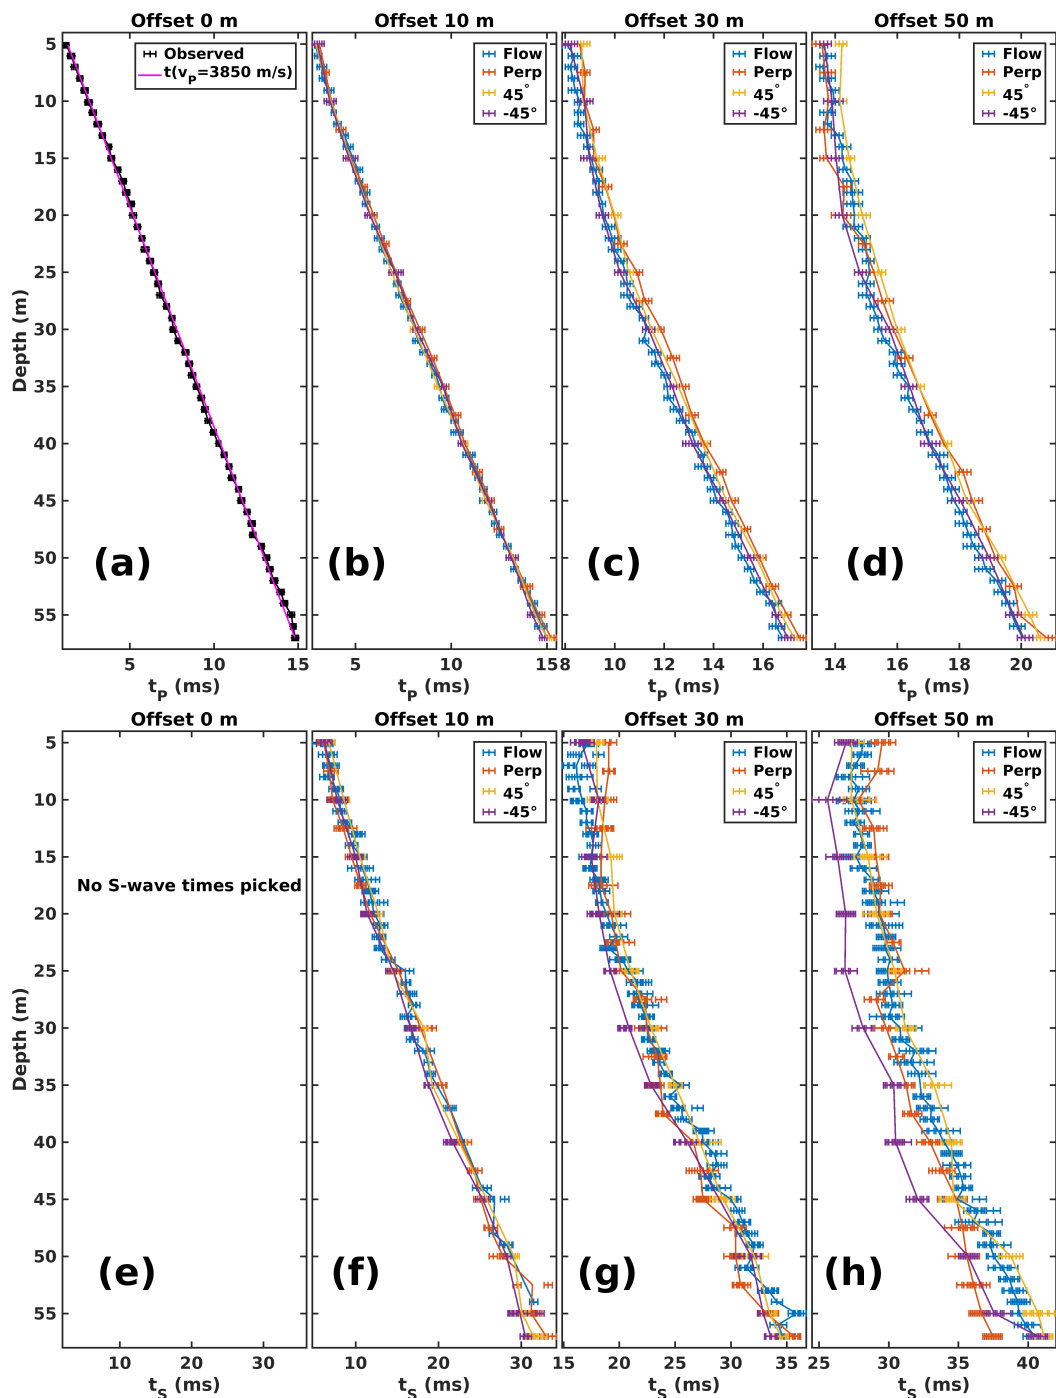 Offset 0 m
Offset 10 m
Offset 30 m
Offset 50 m
Observed
t(vP=3850 m/s)
Flow
Perp
45°
-45°
Flow
Perp
45°
-45°
Flow
Perp
45°
-45°
5
10
15
20
25
30
35
40
45
50
55
Depth (m)
(a)
(b)
(c)
(d)
5 10 15
5 10 15
8 10 12 14 16
14 16 18 20
tP (ms)
tP (ms)
tP (ms)
tP (ms)
Offset 0 m
Offset 10 m
Offset 30 m
Offset 50 m
Flow
Perp
45°
-45°
Flow
Perp
45°
-45°
Flow
Perp
45°
-45°
5
10
15
20
25
30
35
40
45
50
55
Depth (m)
No S-wave times picked
(e)
(f)
(g)
(h)
10 20 30
10 20 30
15 20 25 30 35
25 30 35 40
tS (ms)
tS (ms)
tS (ms)
tS (ms)